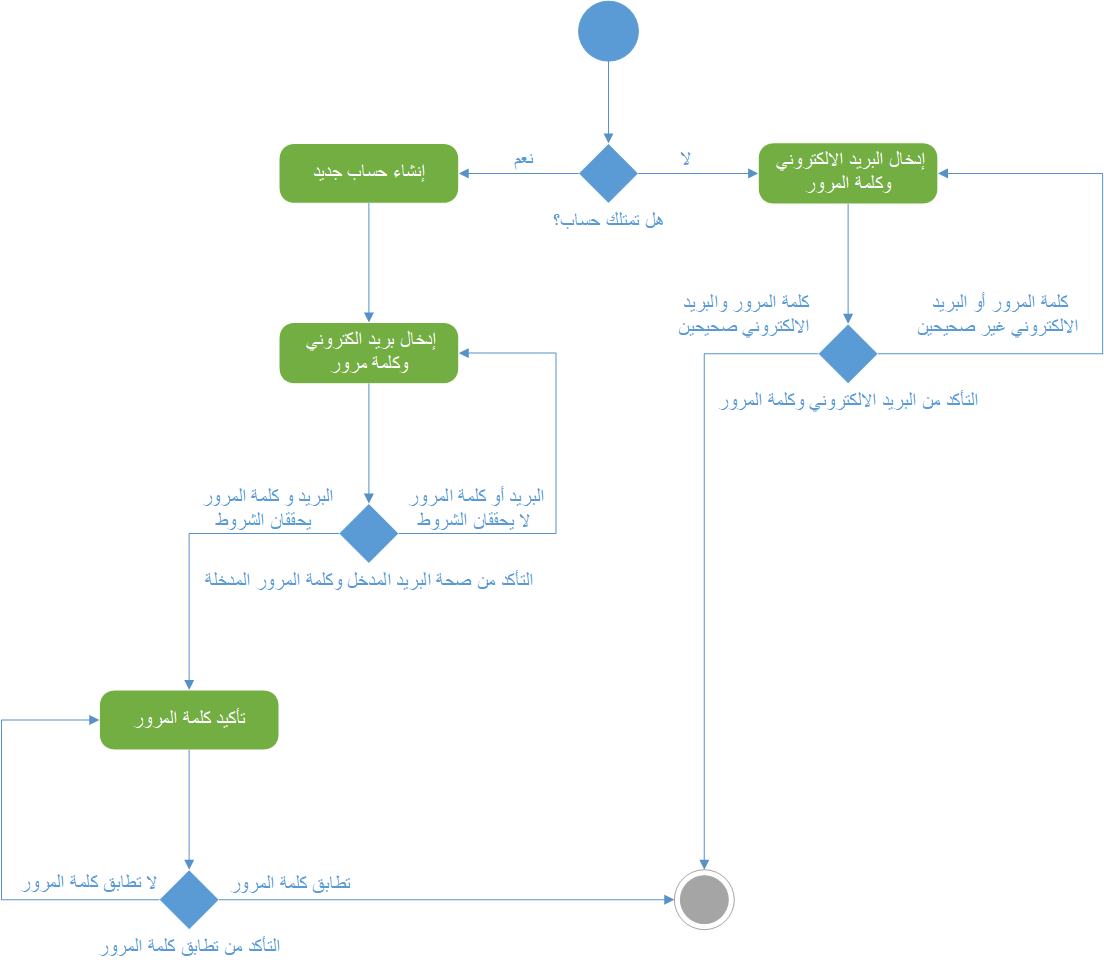 إدخال البريد الالكتروني
وكلمة المرور
لا
نعم
إنشاء حساب جديد
هل تمتلك حساب؟
كلمة المرور أو البريد
الالكتروني غير صحيحين
كلمة المرور والبريد
الالكتروني صحيحين
إدخال بريد الكتروني
وكلمة مرور
التأكد من البريد الالكتروني وكلمة المرور
البريد أو كلمة المرور
لا يحققان الشروط
البريد و كلمة المرور
يحققان الشروط
التأكد من صحة البريد المدخل وكلمة المرور المدخلة
تأكيد كلمة المرور
تطابق كلمة المرور
لا تطابق كلمة المرور
التأكد من تطابق كلمة المرور